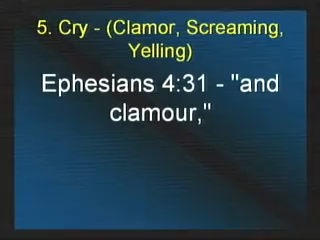 5. Cry - (Clamor, Screaming,
Yelling)
Ephesians 4:31 - "and
clamour,"